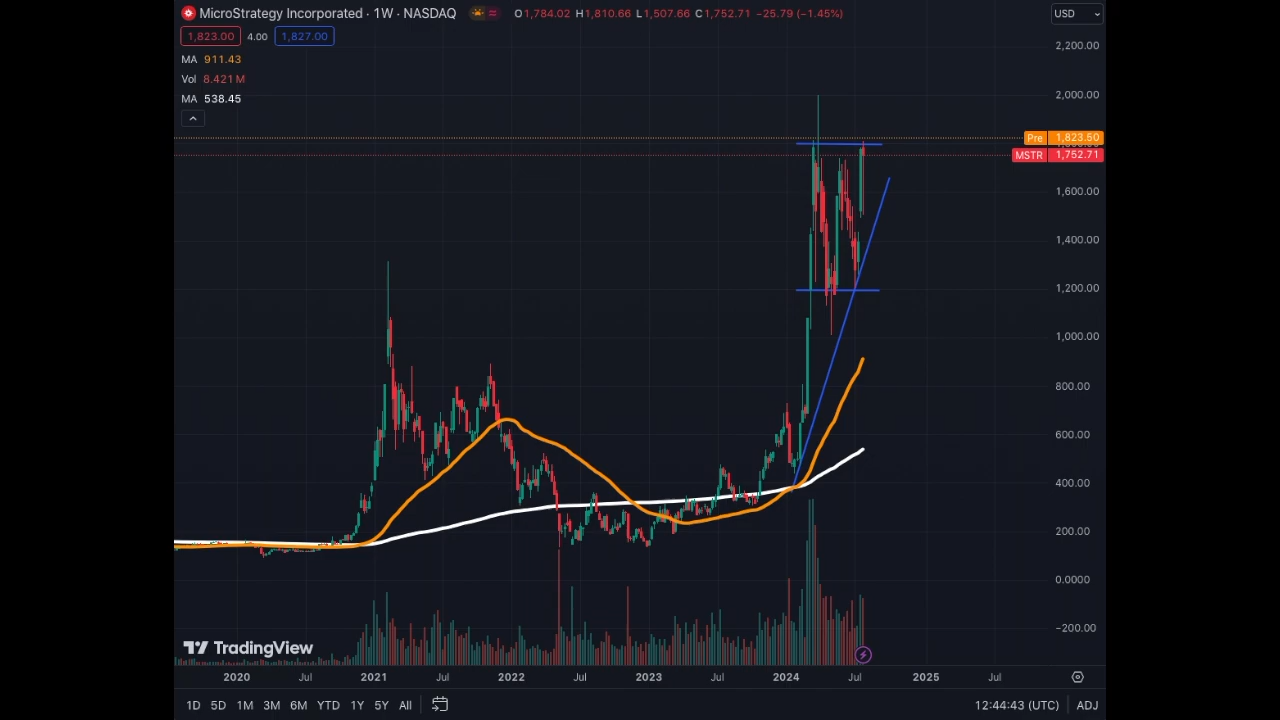 MicroStrategy Incorporated · 1W · NASDAQ O1,784.02 H1,810.66 L1,507.66 C1,752.71 −25.79 (−1.45%) USD
1,823.00 4.00 1,827.00
MA 911.43
Vol 8.421 M
MA 538.45
2,200.00
2,000.00
Pre 1,823.50
MSTR 1,752.71
1,600.00
1,400.00
1,200.00
1,000.00
800.00
600.00
400.00
200.00
0.0000
−200.00
TradingView
2020 Jul 2021 Jul 2022 Jul 2023 Jul 2024 Jul 2025 Jul
1D 5D 1M 3M 6M YTD 1Y 5Y All 12:44:43 (UTC) ADJ